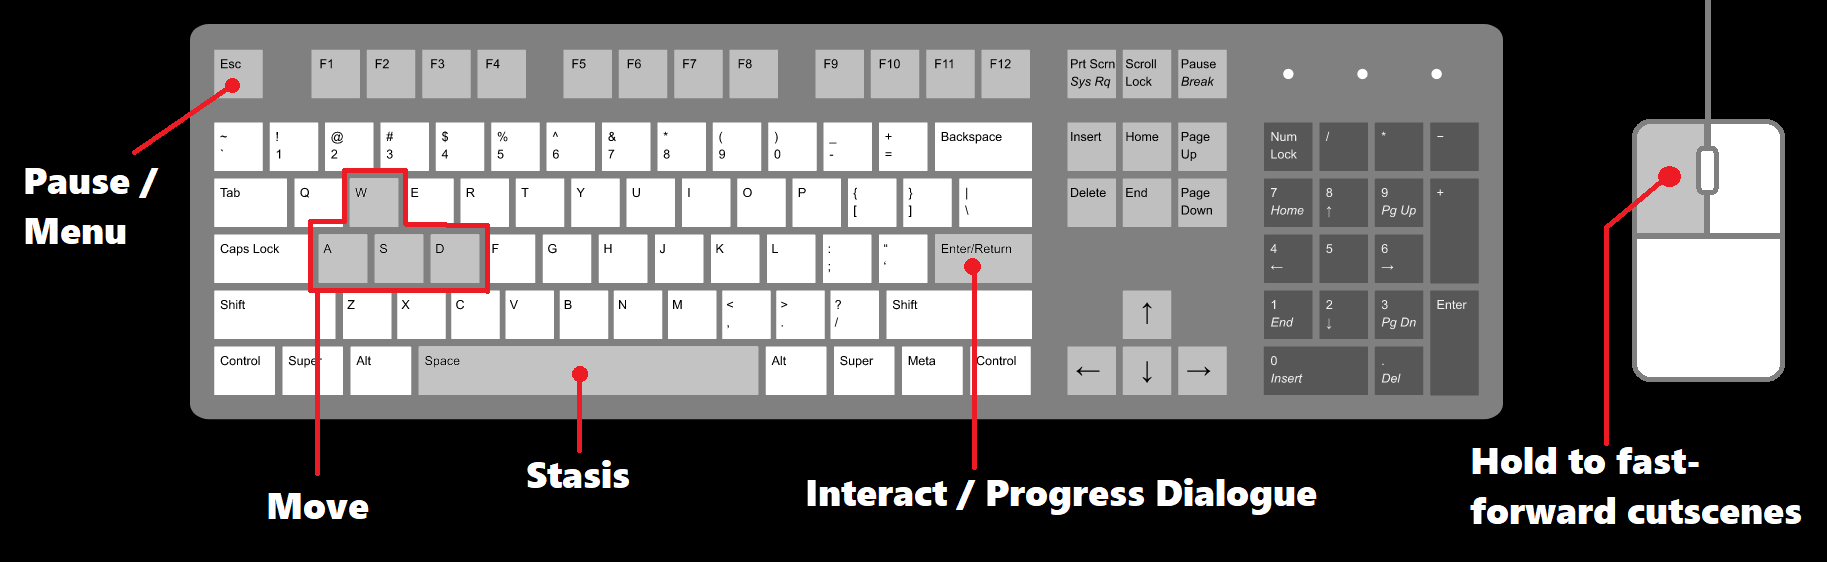 Esc F1 F2 F3 F4 F5 F6 F7 F8 F9 F10 F11 F12 Prt Scrn Scroll Pause
Sys Rq Lock Break
~ ! @ # $ % ^ & * ( ) _ + Backspace Insert Home Page Num / * −
` 1 2 3 4 5 6 7 8 9 0 - = Up Lock
Pause /
Menu
Tab Q W E R T Y U I O P { } | Delete End Page 7 8 9 +
[ ] \ Down Home ↑ Pg Up
Caps Lock A S D F G H J K L : " Enter/Return 4 5 6
; ' ← →
Shift Z X C V B N M < > ? Shift ↑ 1 2 3 Enter
, . / End ↓ Pg Dn
Control Super Alt Space Alt Super Meta Control ← ↓ → 0 .
Insert Del
Move
Stasis
Interact / Progress Dialogue
Hold to fast-
forward cutscenes